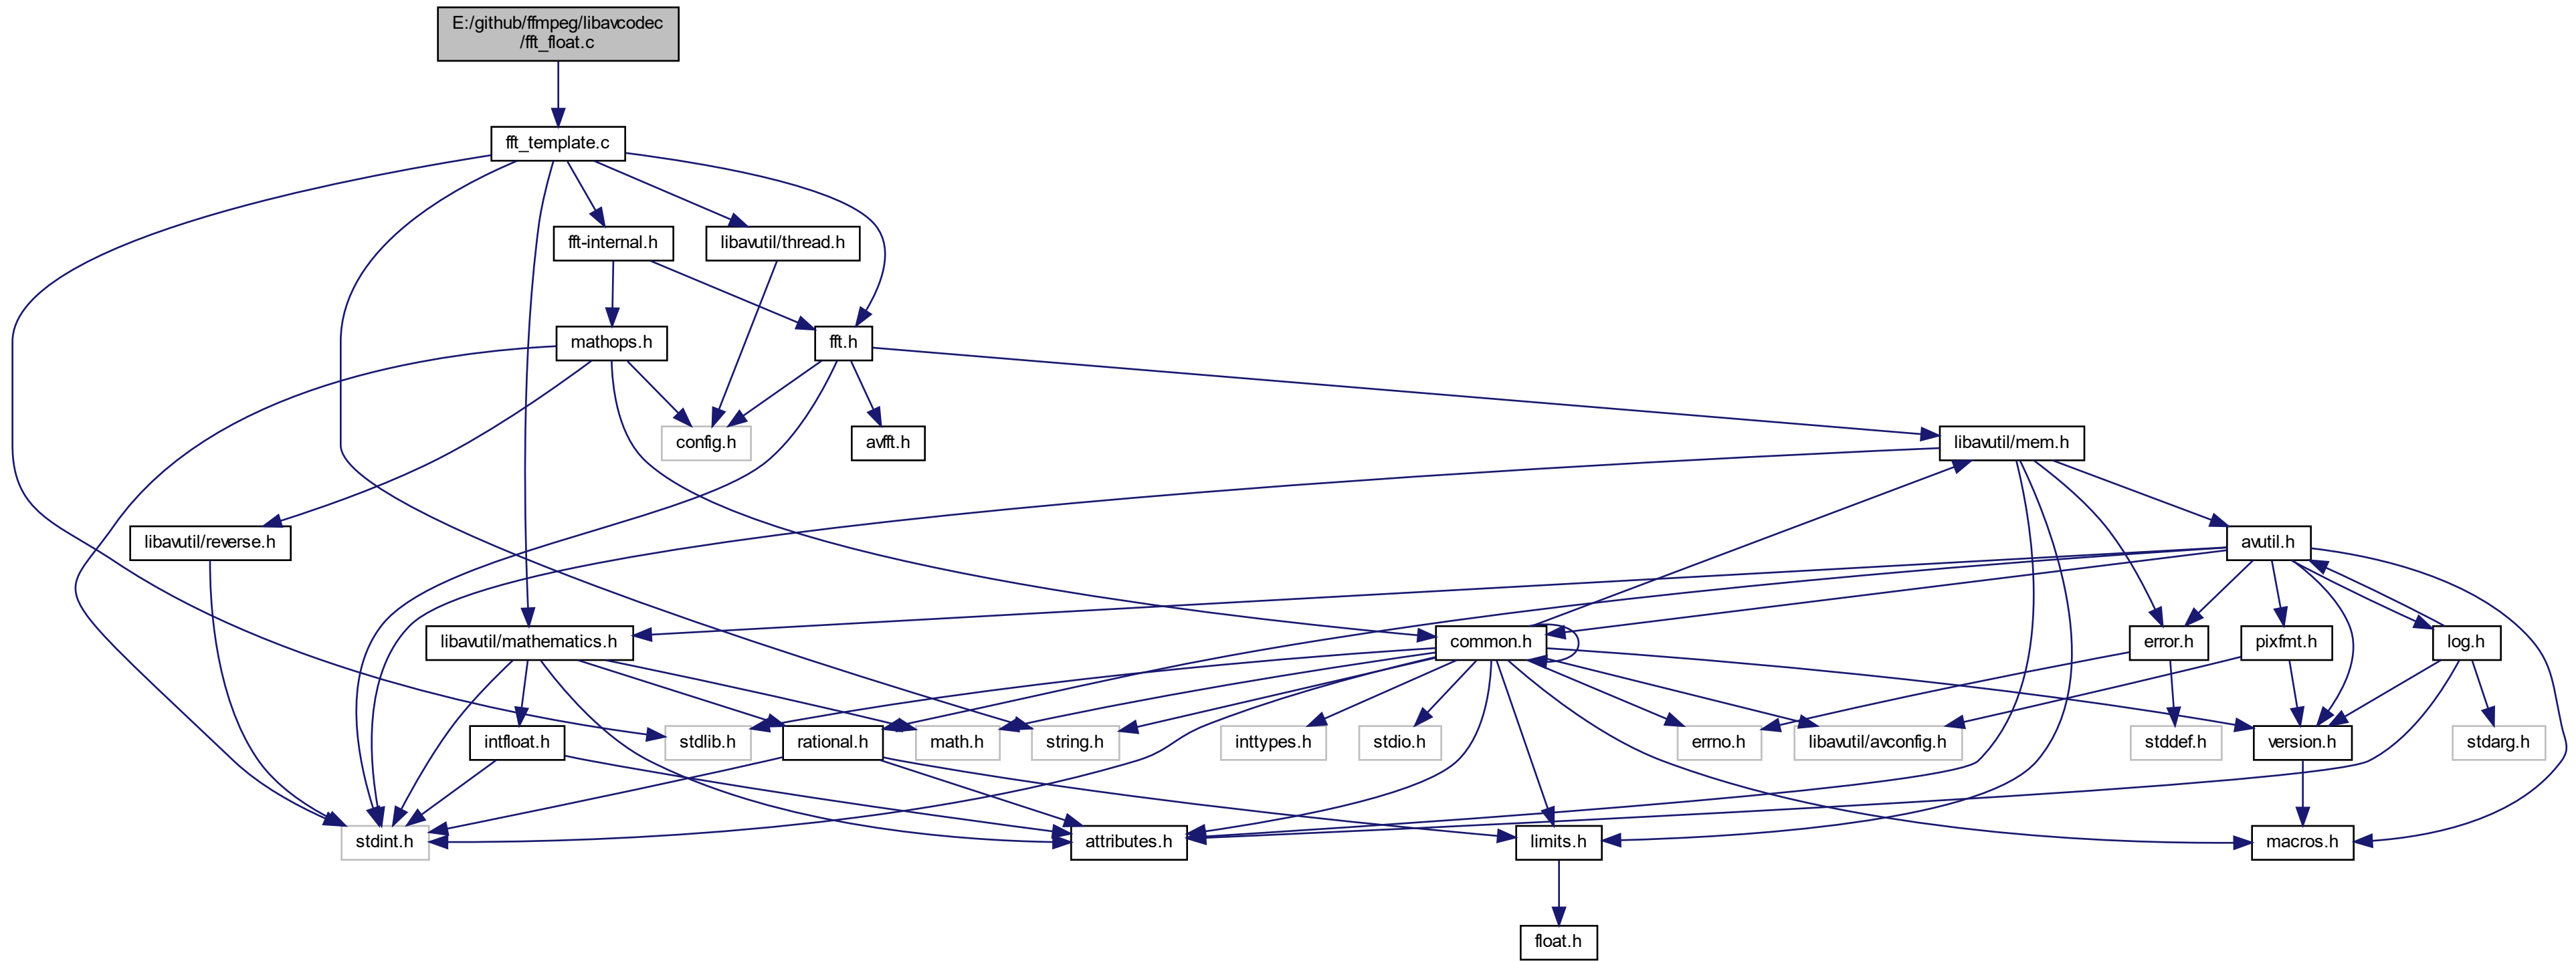 E:/github/ffmpeg/libavcodec
/fft_float.c
fft_template.c
fft-internal.h
libavutil/thread.h
mathops.h
fft.h
config.h
avfft.h
libavutil/mem.h
libavutil/reverse.h
avutil.h
libavutil/mathematics.h
common.h
error.h
pixfmt.h
log.h
intfloat.h
stdlib.h
rational.h
math.h
string.h
inttypes.h
stdio.h
errno.h
libavutil/avconfig.h
stddef.h
version.h
stdarg.h
stdint.h
attributes.h
limits.h
macros.h
float.h